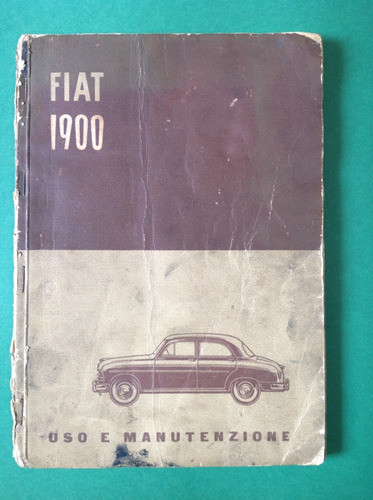 FIAT
1900
USO E MANUTENZIONE